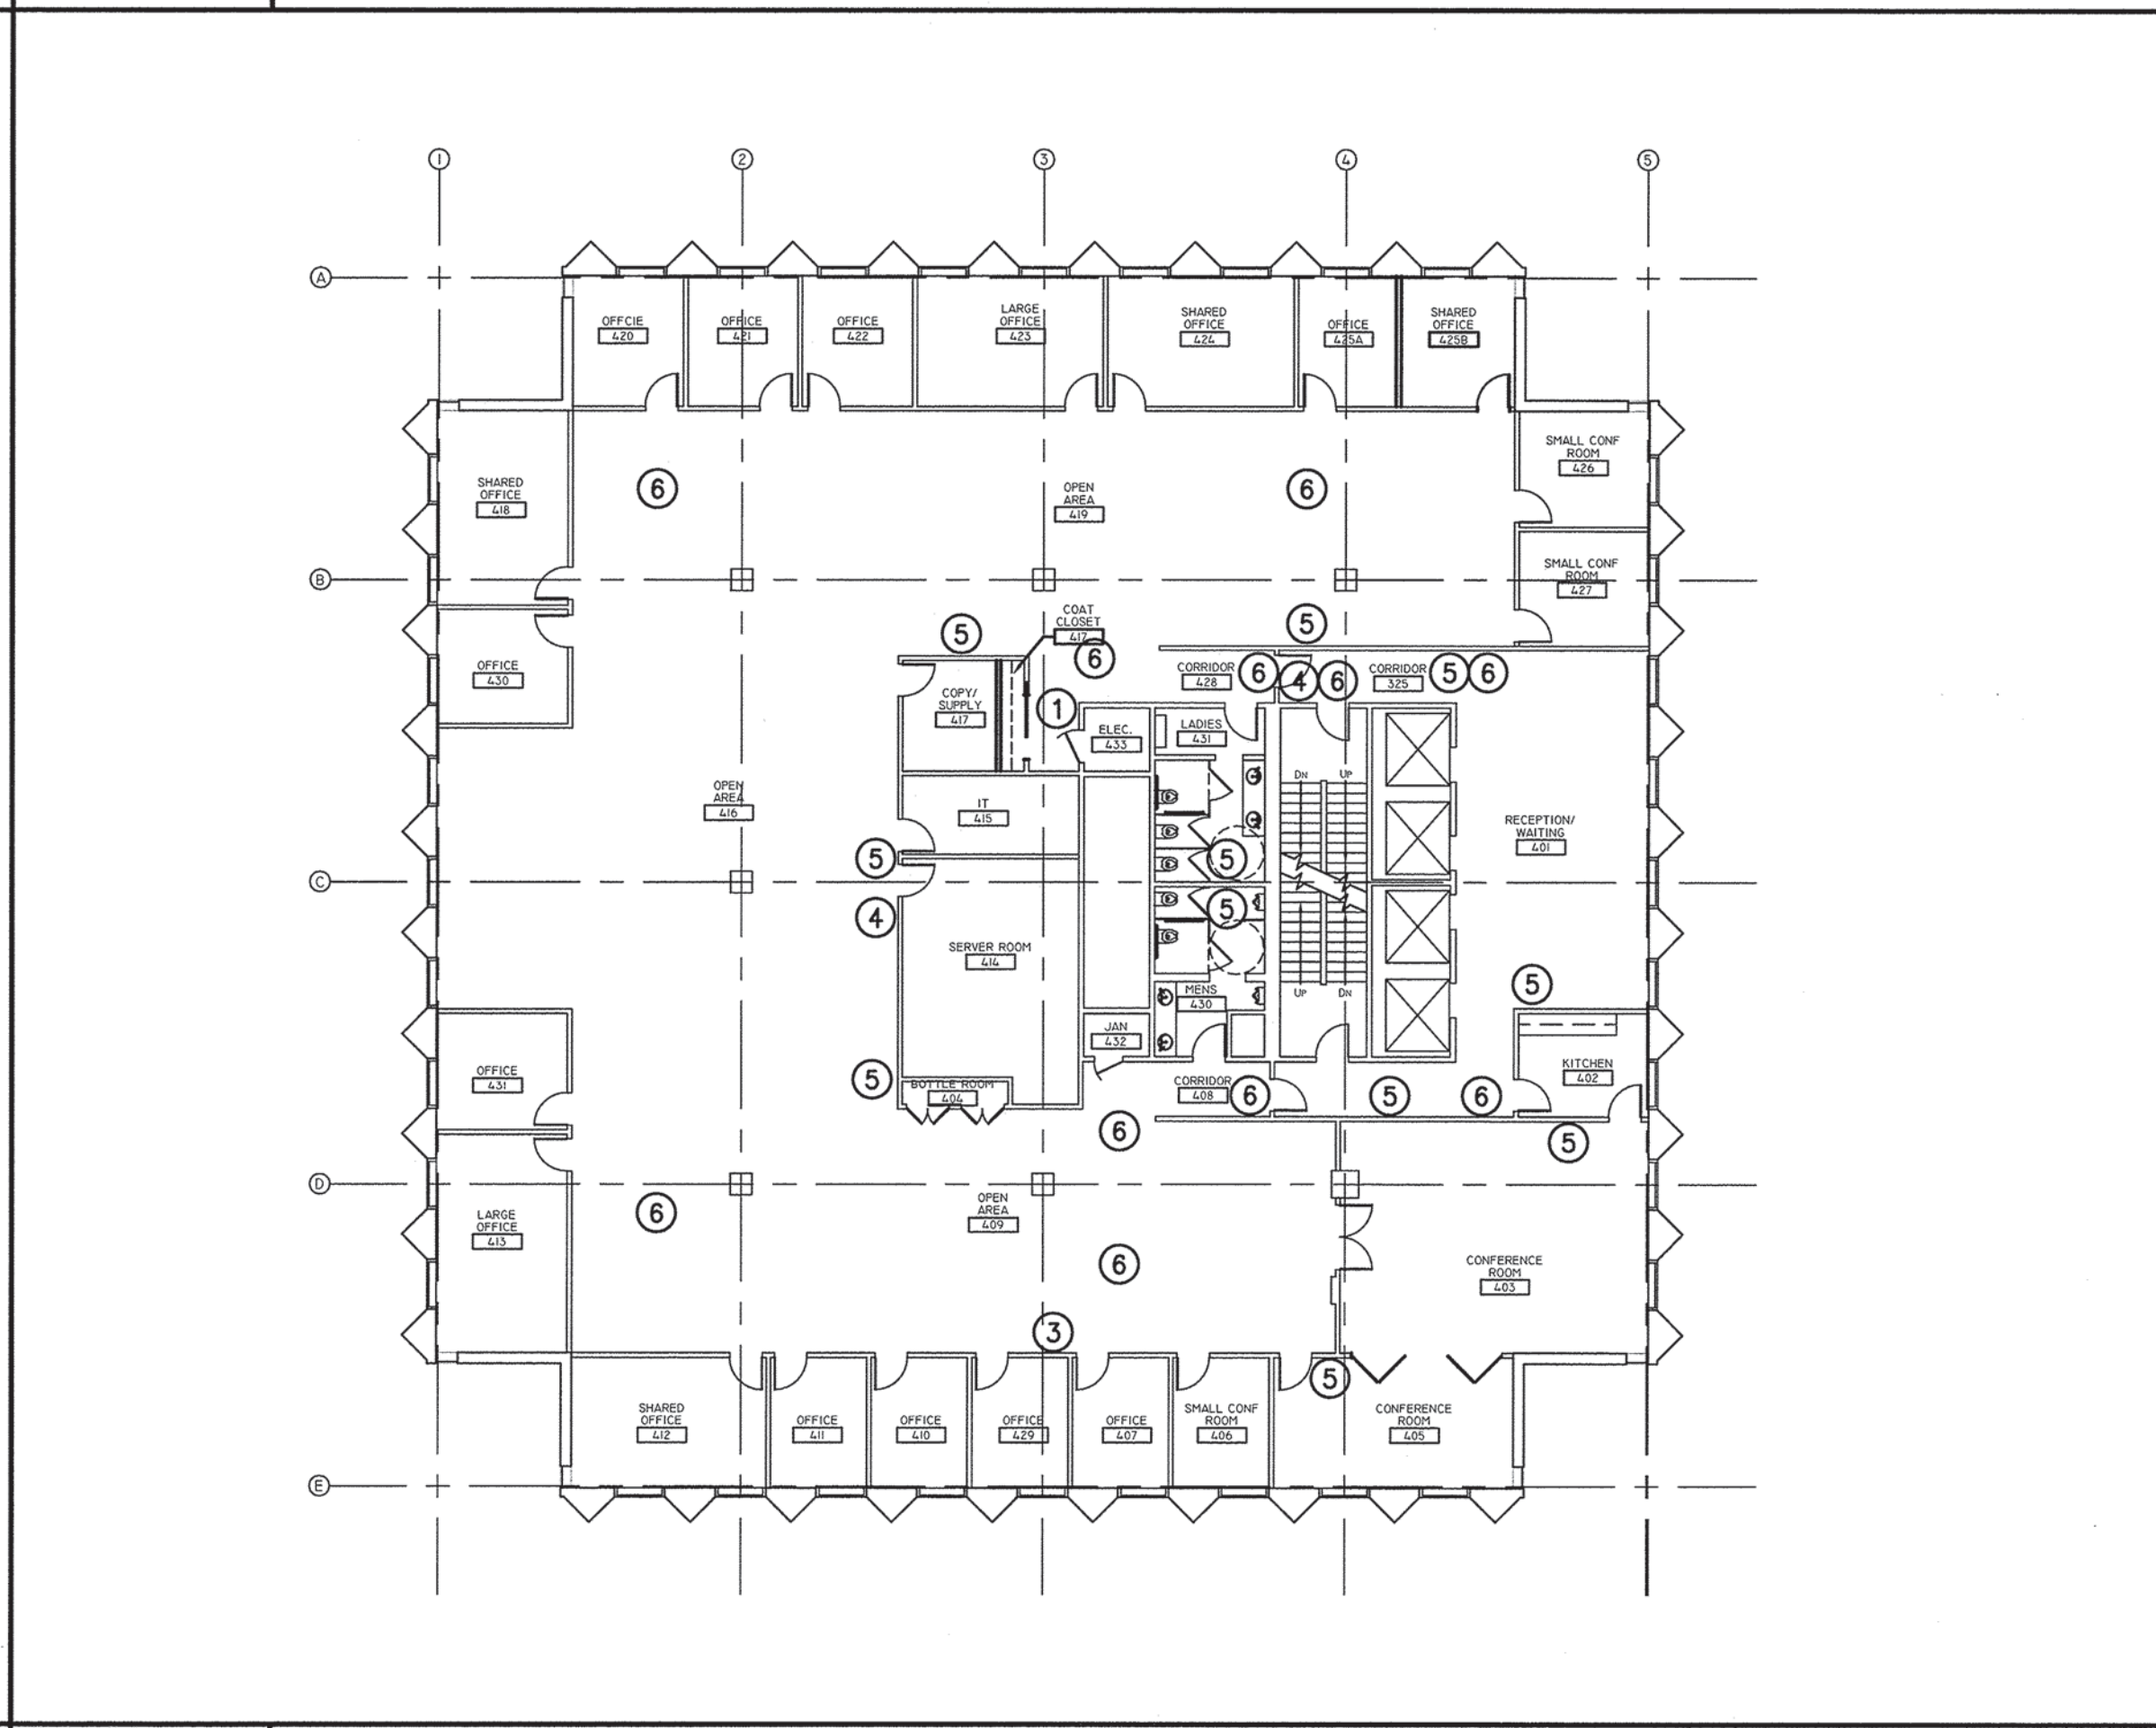 1
2
3
4
5
A
OFFCIE
420
OFFICE
421
OFFICE
422
LARGE
OFFICE
423
SHARED
OFFICE
424
OFFICE
425A
SHARED
OFFICE
425B
SMALL CONF
ROOM
426
SHARED
OFFICE
418
6
OPEN
AREA
419
6
B
SMALL CONF
ROOM
427
COAT
CLOSET
417
5
5
6
OFFICE
430
CORRIDOR
428
6
4
6
CORRIDOR
325
5
6
COPY/
SUPPLY
417
1
ELEC.
433
LADIES
431
DN
UP
OPEN
AREA
416
IT
415
RECEPTION/
WAITING
401
5
5
C
4
5
SERVER ROOM
414
MENS
430
UP
DN
5
JAN
432
OFFICE
431
5
BOTTLE ROOM
404
CORRIDOR
408
6
5
6
KITCHEN
402
6
5
D
6
OPEN
AREA
409
LARGE
OFFICE
413
6
CONFERENCE
ROOM
403
3
5
SHARED
OFFICE
412
OFFICE
411
OFFICE
410
OFFICE
429
OFFICE
407
SMALL CONF
ROOM
406
CONFERENCE
ROOM
405
E